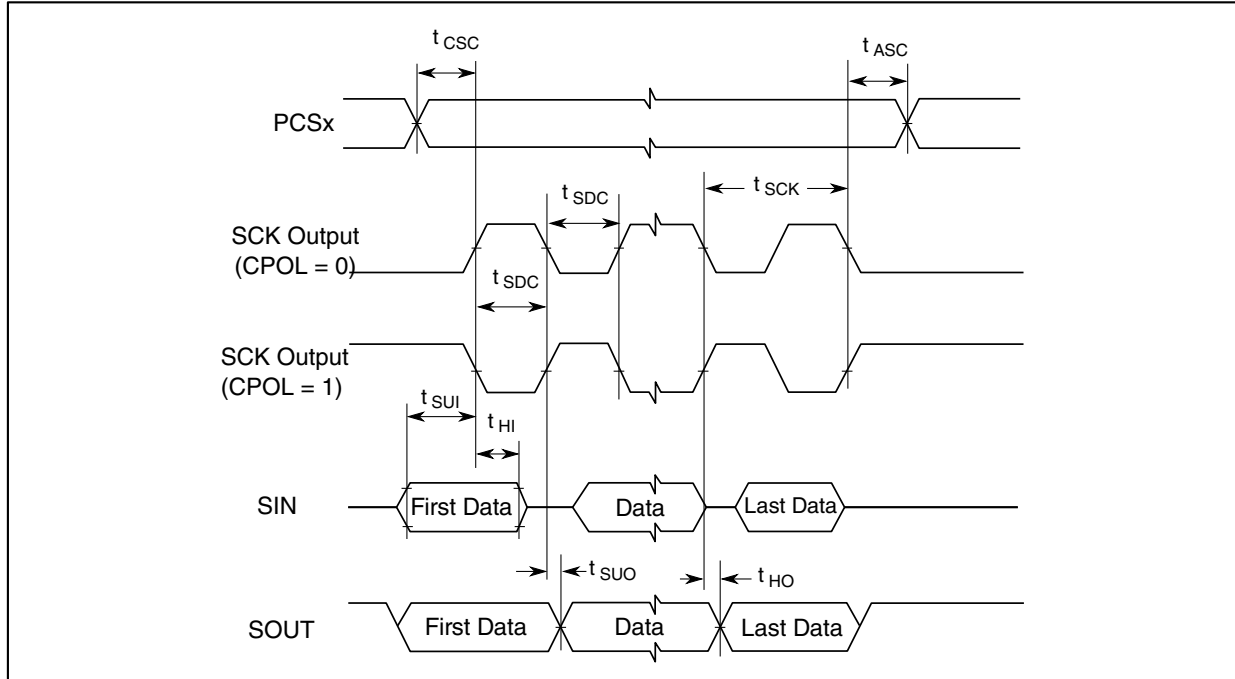 t CSC
t ASC
PCSx
t SDC
t SCK
SCK Output
(CPOL = 0)
t SDC
SCK Output
(CPOL = 1)
t SUI
t HI
SIN
First Data
Data
Last Data
t SUO
t HO
SOUT
First Data
Data
Last Data